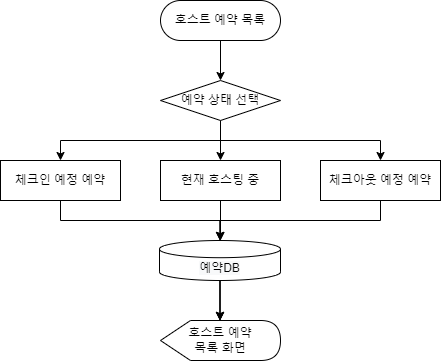 호스트 예약 목록
예약 상태 선택
체크인 예정 예약
현재 호스팅 중
체크아웃 예정 예약
예약DB
호스트 예약
목록 화면